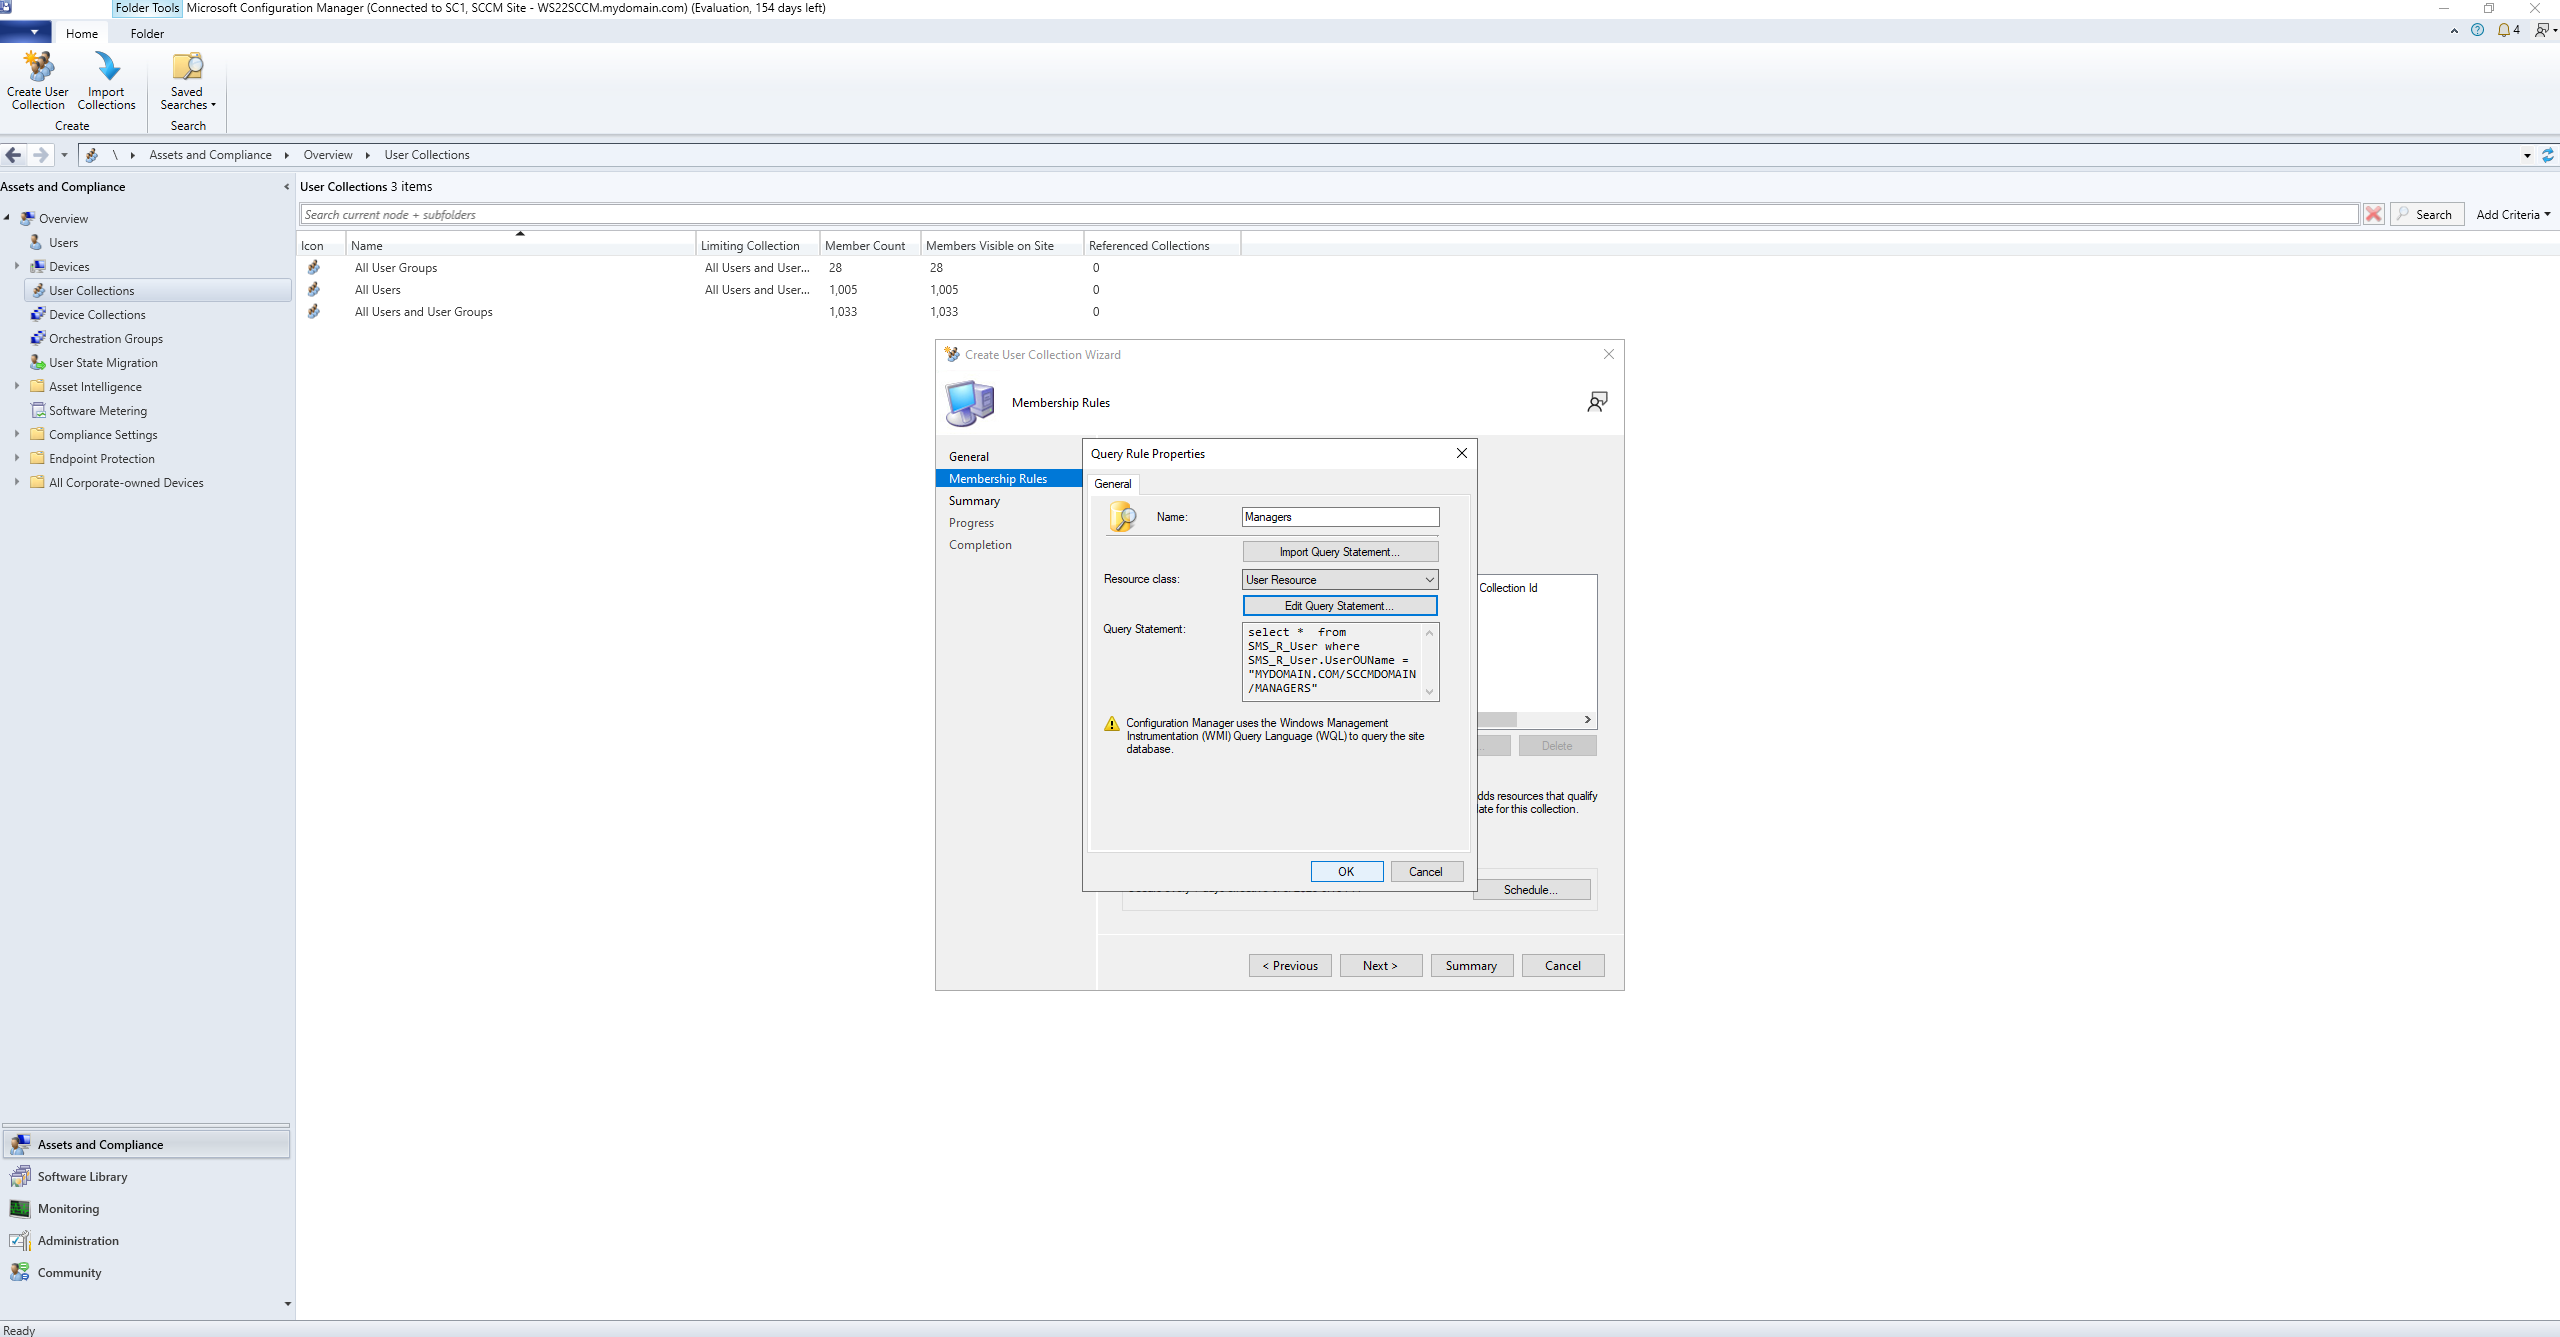 Folder Tools Microsoft Configuration Manager (Connected to SC1, SCCM Site - WS22SCCM.mydomain.com) (Evaluation, 154 days left)
Home Folder
4
Create User Collection
Import Collections
Saved Searches
Create Search
\ Assets and Compliance Overview User Collections
Assets and Compliance
Overview
Users
Devices
User Collections
Device Collections
Orchestration Groups
User State Migration
Asset Intelligence
Software Metering
Compliance Settings
Endpoint Protection
All Corporate-owned Devices
Assets and Compliance
Software Library
Monitoring
Administration
Community
User Collections 3 items
Search current node + subfolders
Search Add Criteria
Icon Name Limiting Collection Member Count Members Visible on Site Referenced Collections
All User Groups All Users and User... 28 28 0
All Users All Users and User... 1,005 1,005 0
All Users and User Groups 1,033 1,033 0
Create User Collection Wizard
Membership Rules
General
Membership Rules
Summary
Progress
Completion
Query Rule Properties
General
Name: Managers
Import Query Statement...
Resource class: User Resource
Edit Query Statement...
Query Statement:
select *  from
SMS_R_User where
SMS_R_User.UserOUName =
"MYDOMAIN.COM/SCCMDOMAIN
/MANAGERS"
Configuration Manager uses the Windows Management
Instrumentation (WMI) Query Language (WQL) to query the site
database.
OK Cancel
Collection Id
Delete
dds resources that qualify
ate for this collection.
Schedule...
< Previous Next > Summary Cancel
Ready